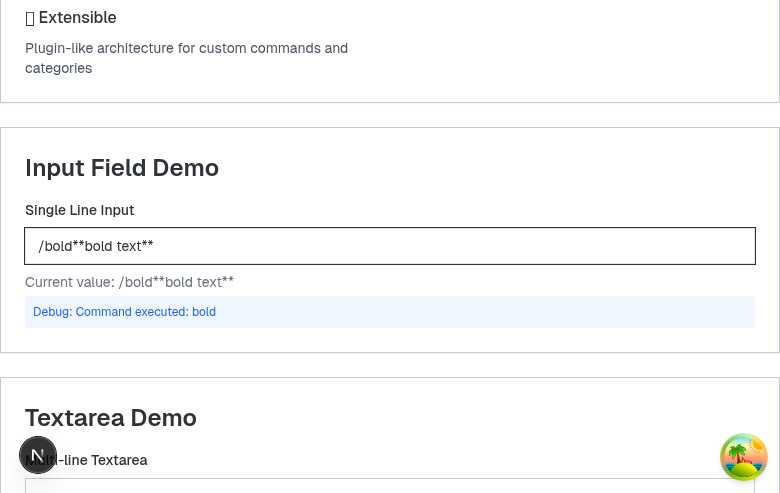 Extensible
Plugin-like architecture for custom commands and
categories
Input Field Demo
Single Line Input
/bold**bold text**
Current value: /bold**bold text**
Debug: Command executed: bold
Textarea Demo
N
Multi-line Textarea